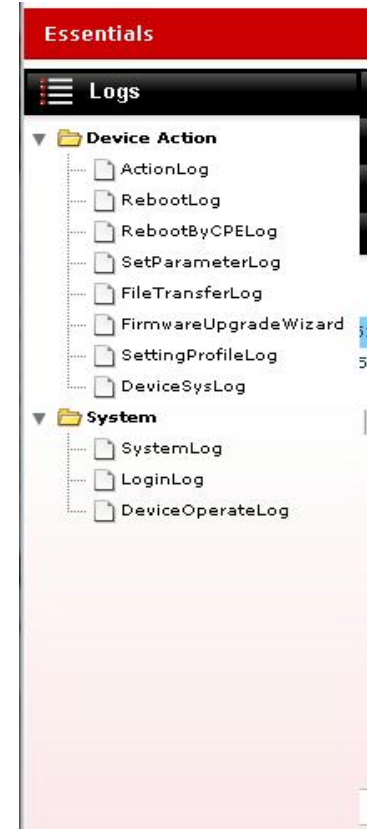 Essentials
Logs
Device Action
ActionLog
RebootLog
RebootByCPELog
SetParameterLog
FileTransferLog
FirmwareUpgradeWizard
SettingProfileLog
DeviceSysLog
System
SystemLog
LoginLog
DeviceOperateLog